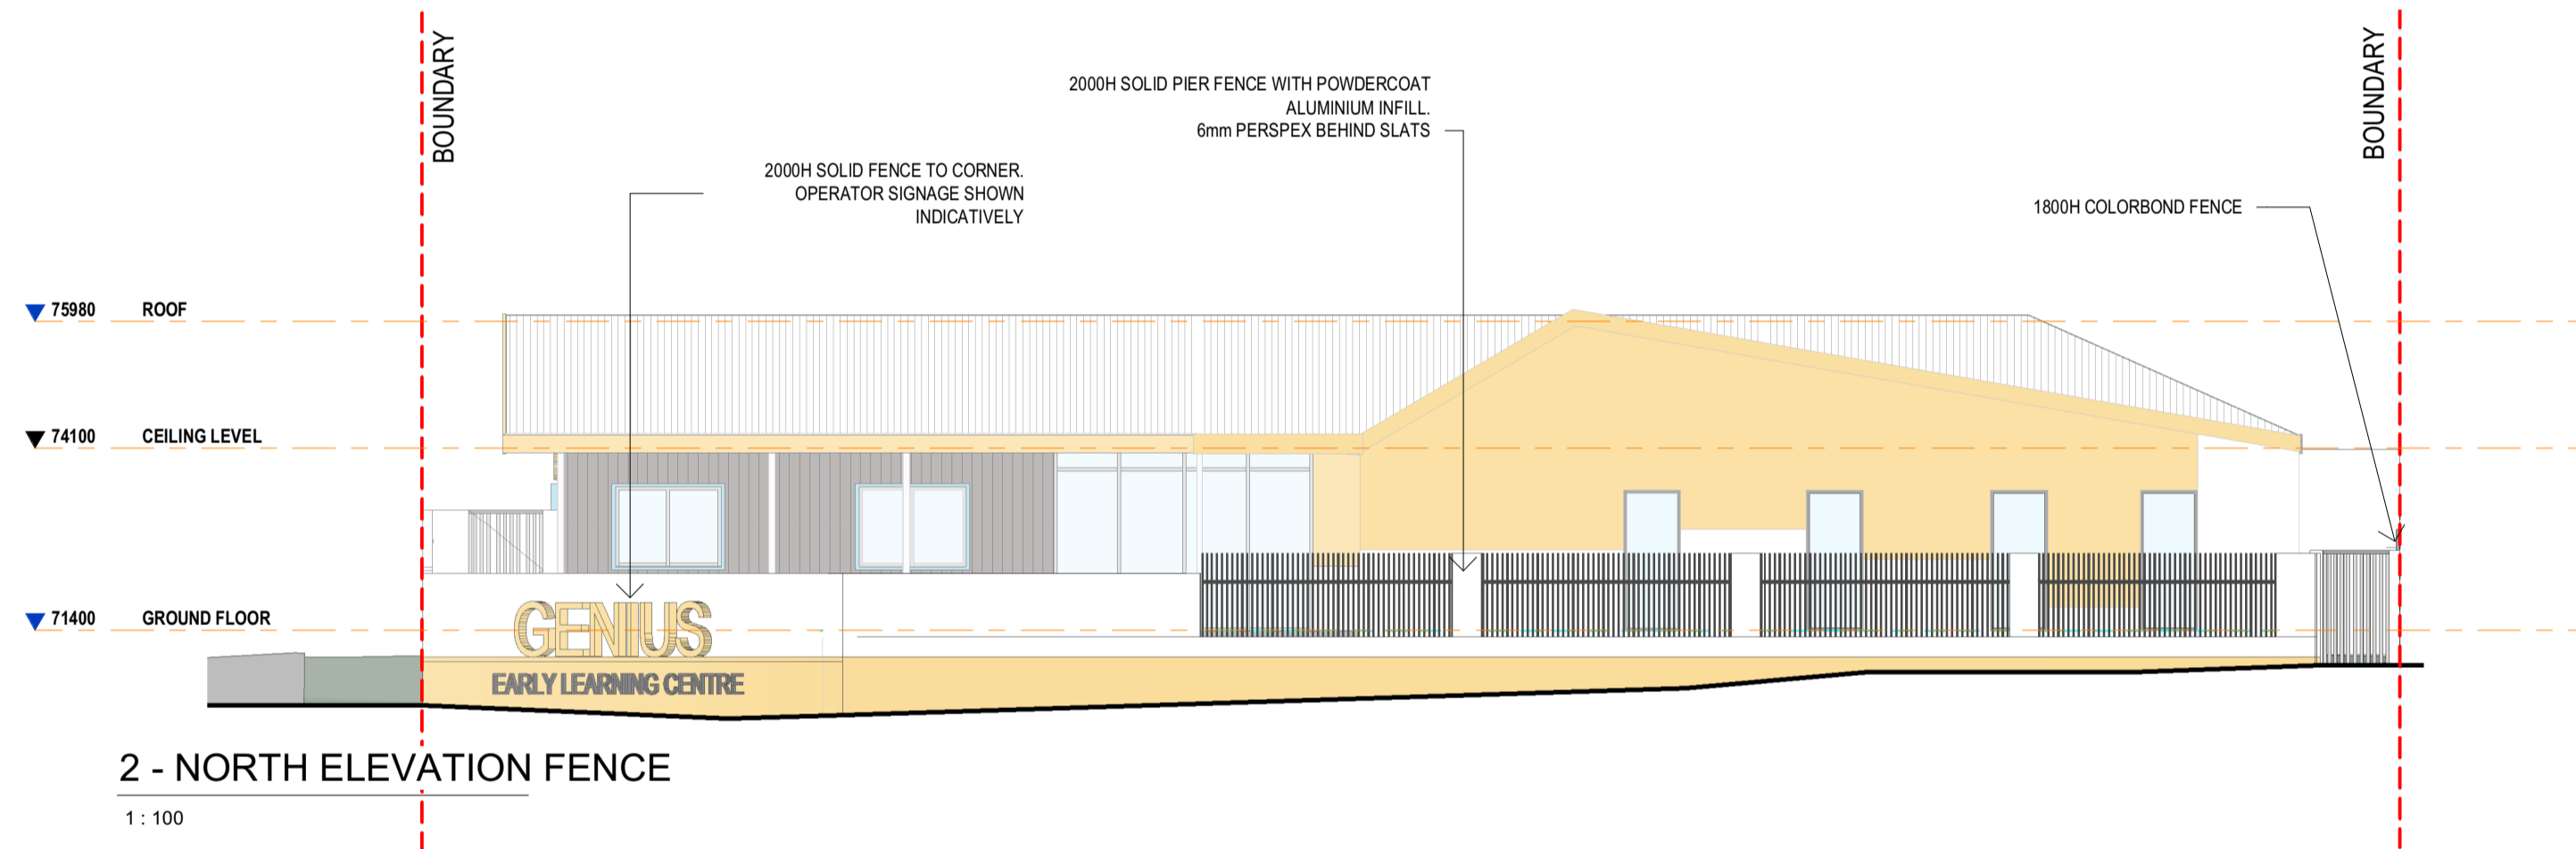 BOUNDARY
BOUNDARY
2000H SOLID PIER FENCE WITH POWDERCOAT
ALUMINIUM INFILL.
6mm PERSPEX BEHIND SLATS
2000H SOLID FENCE TO CORNER.
OPERATOR SIGNAGE SHOWN
INDICATIVELY
1800H COLORBOND FENCE
75980 ROOF
74100 CEILING LEVEL
71400 GROUND FLOOR
GENIUS
EARLY LEARNING CENTRE
2 - NORTH ELEVATION FENCE
1 : 100